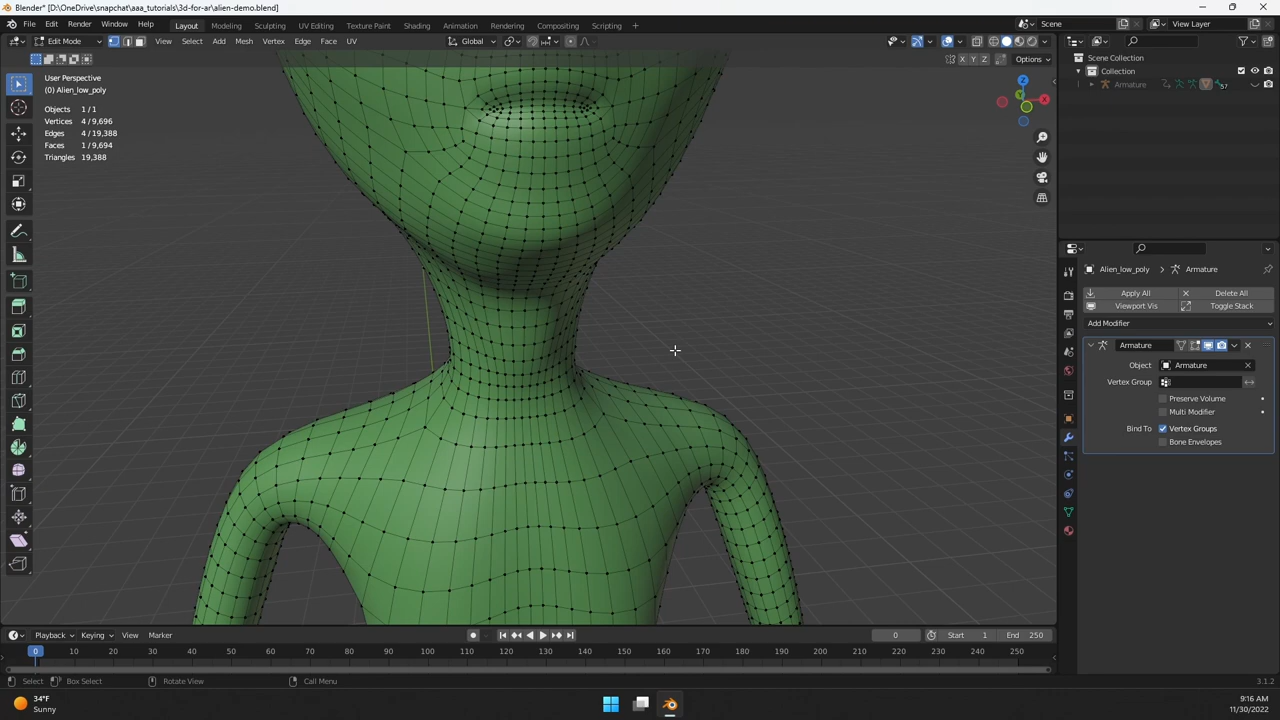 Blender* [D:\OneDrive\snapchat\aaa_tutorials\3d-for-ar\alien-demo.blend]
File Edit Render Window Help Layout Modeling Sculpting UV Editing Texture Paint Shading Animation Rendering Compositing Scripting + Scene View Layer
Edit Mode View Select Add Mesh Vertex Edge Face UV Global
X Y Z Options
User Perspective
(0) Alien_low_poly
Objects 1/1
Vertices 4/9,696
Edges 4/19,388
Faces 1/9,694
Triangles 19,388
Z
Y
X
Scene Collection
Collection
Armature 57
Alien_low_poly > Armature
Apply All Delete All
Viewport Vis Toggle Stack
Add Modifier
Armature
Object Armature
Vertex Group
Preserve Volume
Multi Modifier
Bind To Vertex Groups
Bone Envelopes
Playback Keying View Marker 0 Start 1 End 250
0 10 20 30 40 50 60 70 80 90 100 110 120 130 140 150 160 170 180 190 200 210 220 230 240 250
Select Box Select Rotate View Call Menu 3.1.2
34°F
Sunny
9:16 AM
11/30/2022